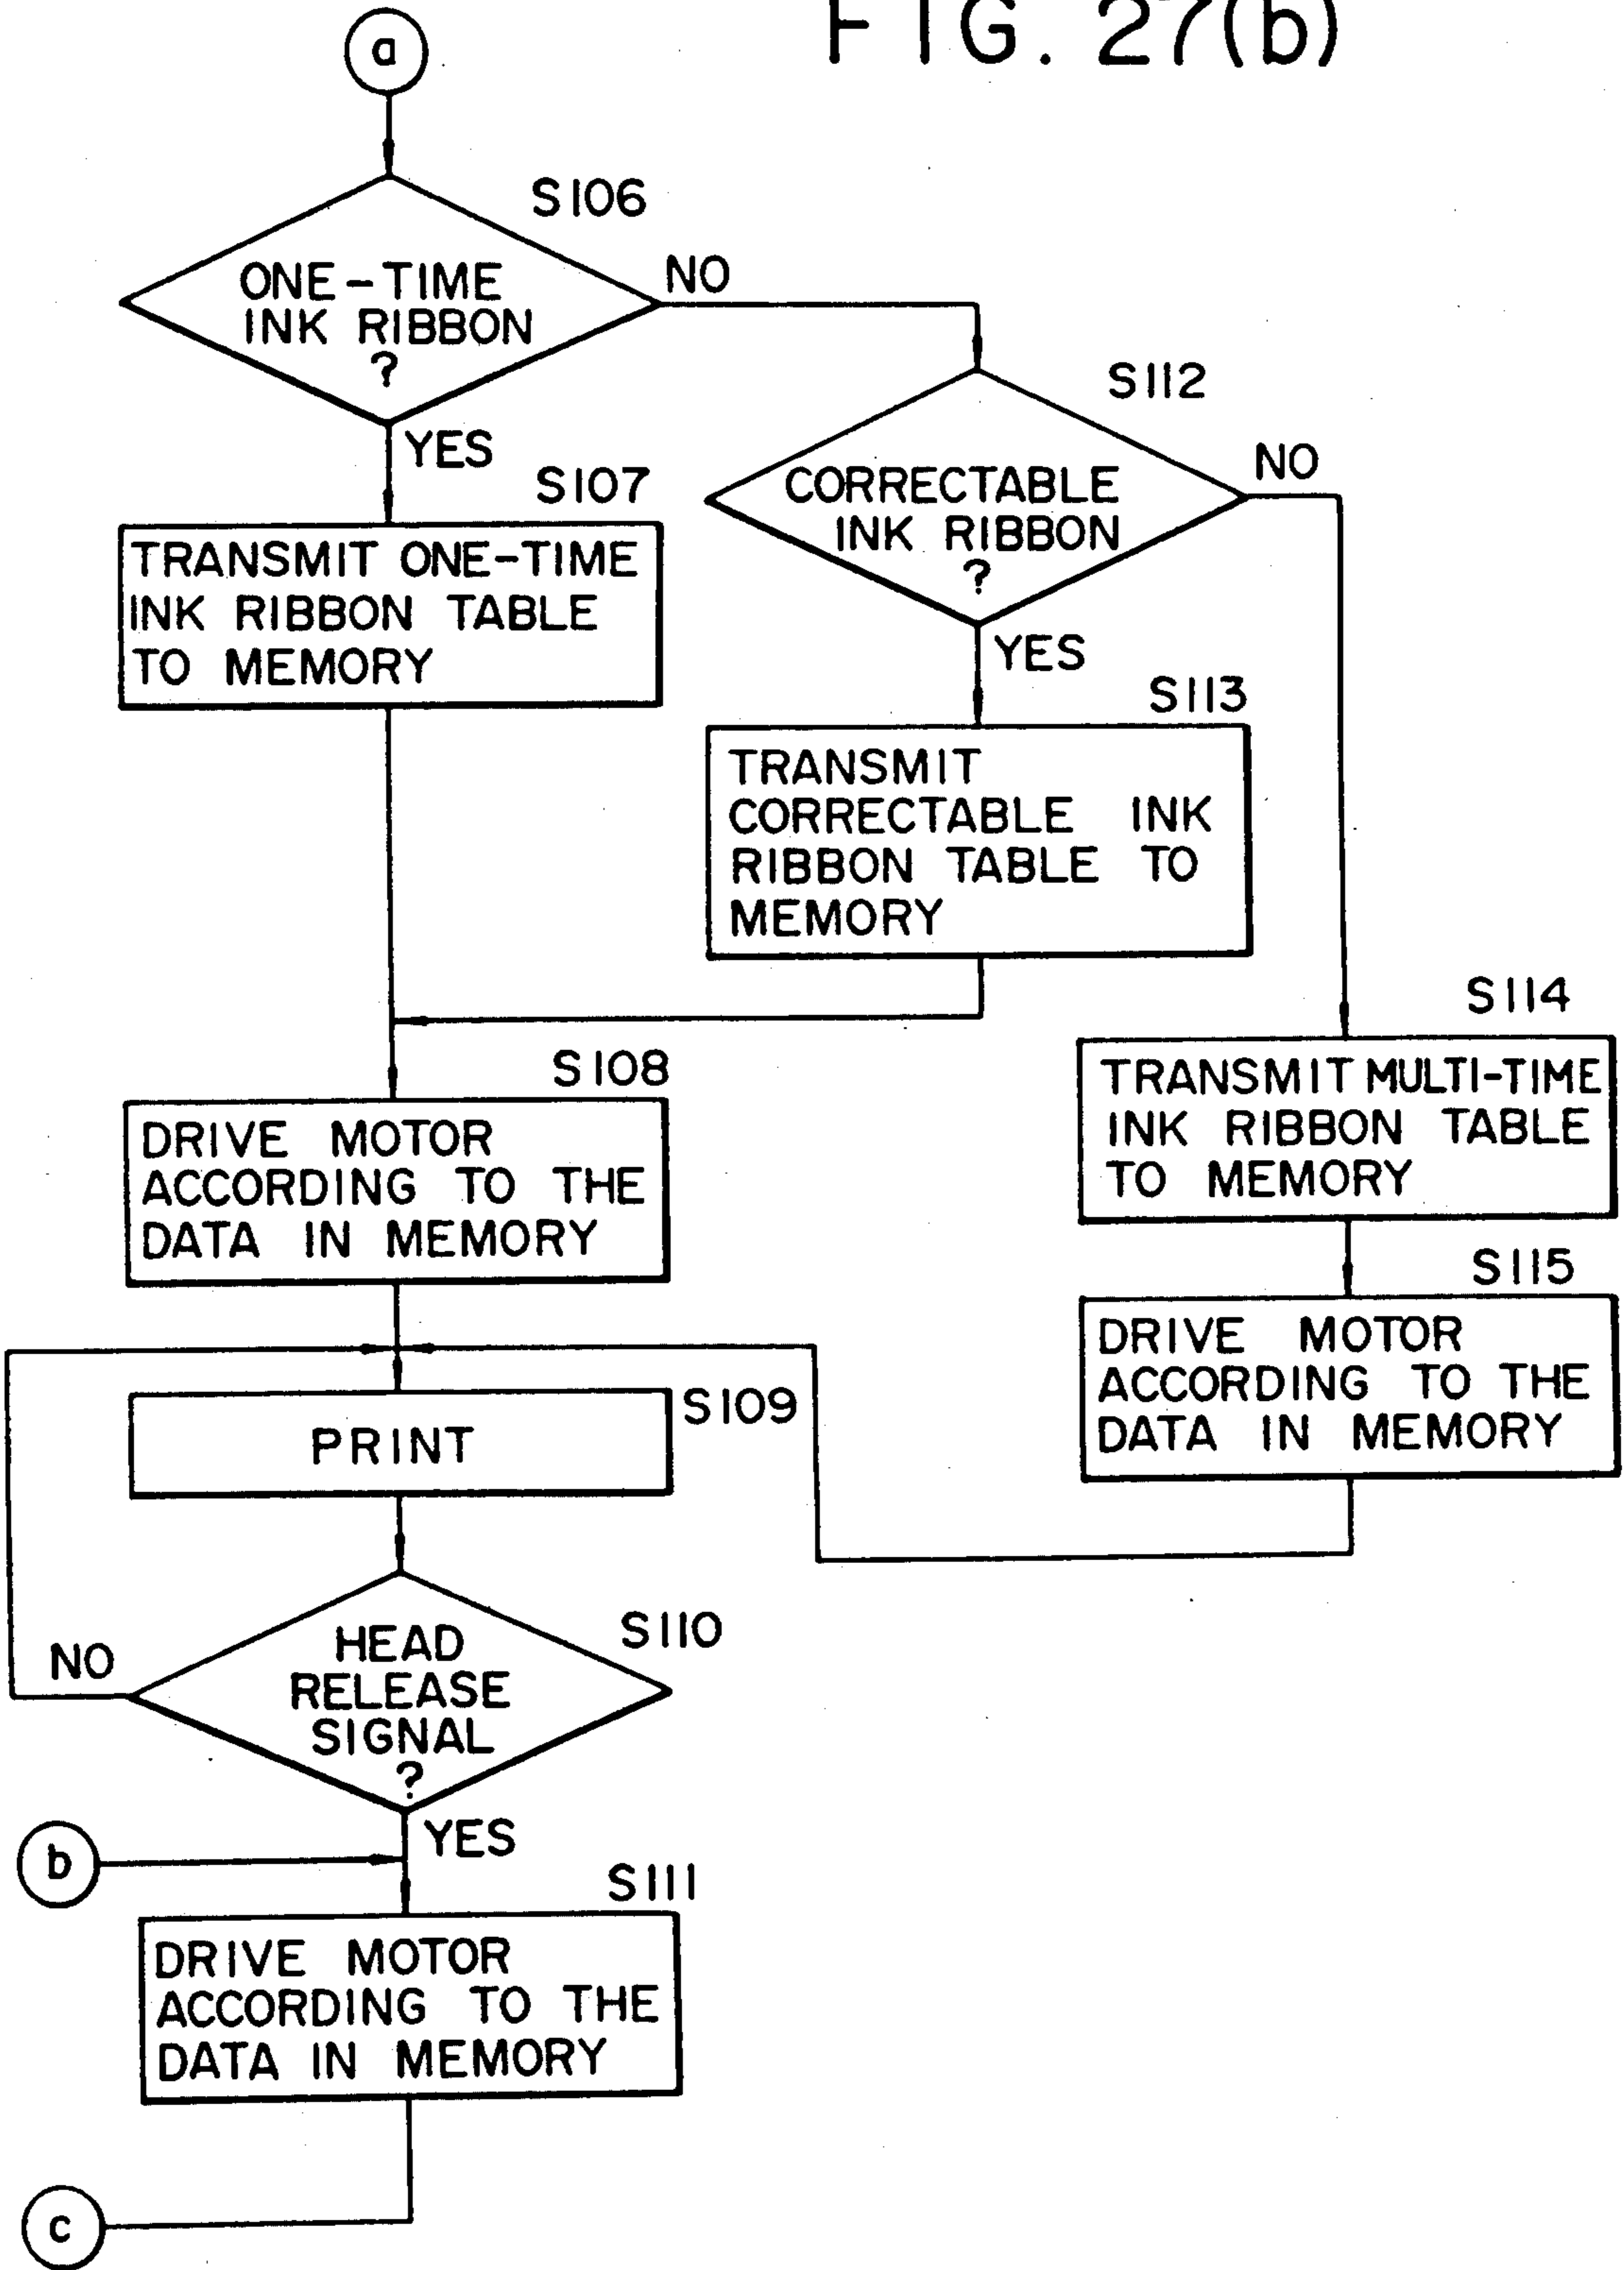 FIG. 27(b)
a
S106
ONE-TIME
INK RIBBON
?
NO
YES
S107
TRANSMIT ONE-TIME
INK RIBBON TABLE
TO MEMORY
S112
CORRECTABLE
INK RIBBON
?
NO
YES
S113
TRANSMIT
CORRECTABLE INK
RIBBON TABLE TO
MEMORY
S114
TRANSMIT MULTI-TIME
INK RIBBON TABLE
TO MEMORY
S108
DRIVE MOTOR
ACCORDING TO THE
DATA IN MEMORY
S115
DRIVE MOTOR
ACCORDING TO THE
DATA IN MEMORY
S109
PRINT
S110
HEAD
RELEASE
SIGNAL
?
NO
YES
b
S111
DRIVE MOTOR
ACCORDING TO THE
DATA IN MEMORY
c